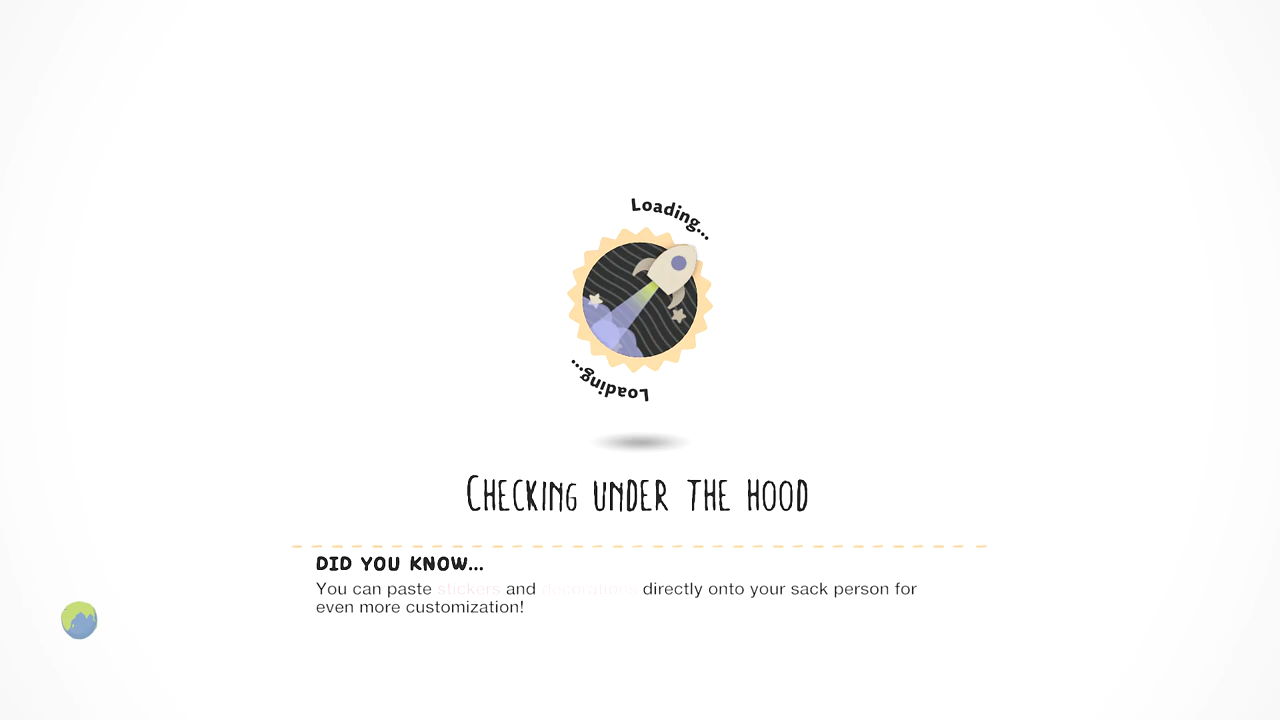 Loading...
Loading...
Checking under the hood
DID YOU KNOW...
You can paste stickers and decorations directly onto your sack person for
even more customization!